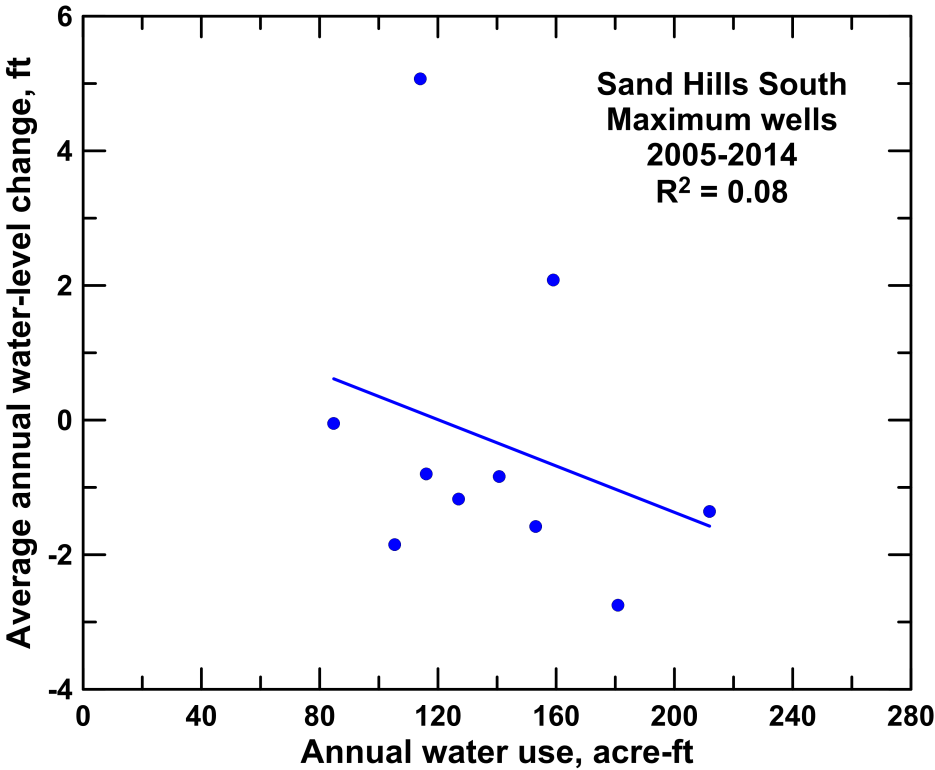 6
4
2
0
-2
-4
Average annual water-level change, ft
Sand Hills South
Maximum wells
2005-2014
R² = 0.08
0 40 80 120 160 200 240 280
Annual water use, acre-ft